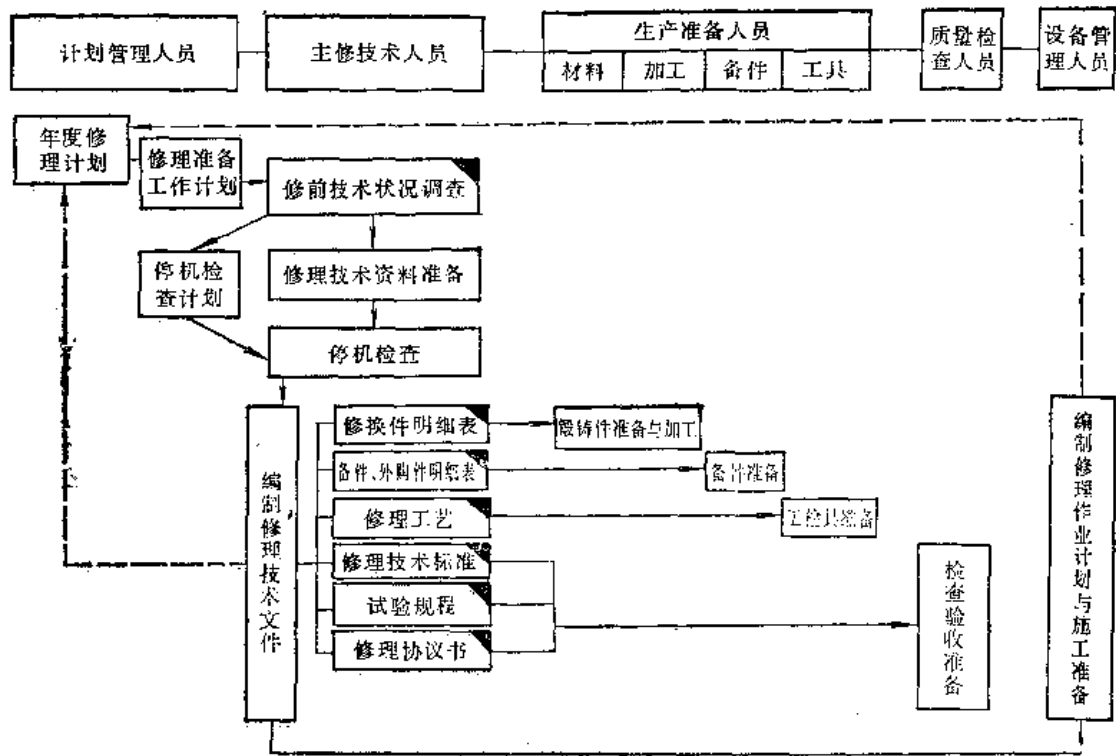 计划管理人员
主修技术人员
生产准备人员
材料
加工
备件
工具
质量检
查人员
设备管
理人员
年度修
理计划
修理准备
工作计划
修前技术状况调查
停机检
查计划
修理技术资料准备
停机检查
编制修理技术文件
修换件明细表
锻铸件准备与加工
备件、外购件明细表
备件准备
修理工艺
工检具准备
修理技术标准
试验规程
修理协议书
检查验收准备
编制修理作业计划与施工准备